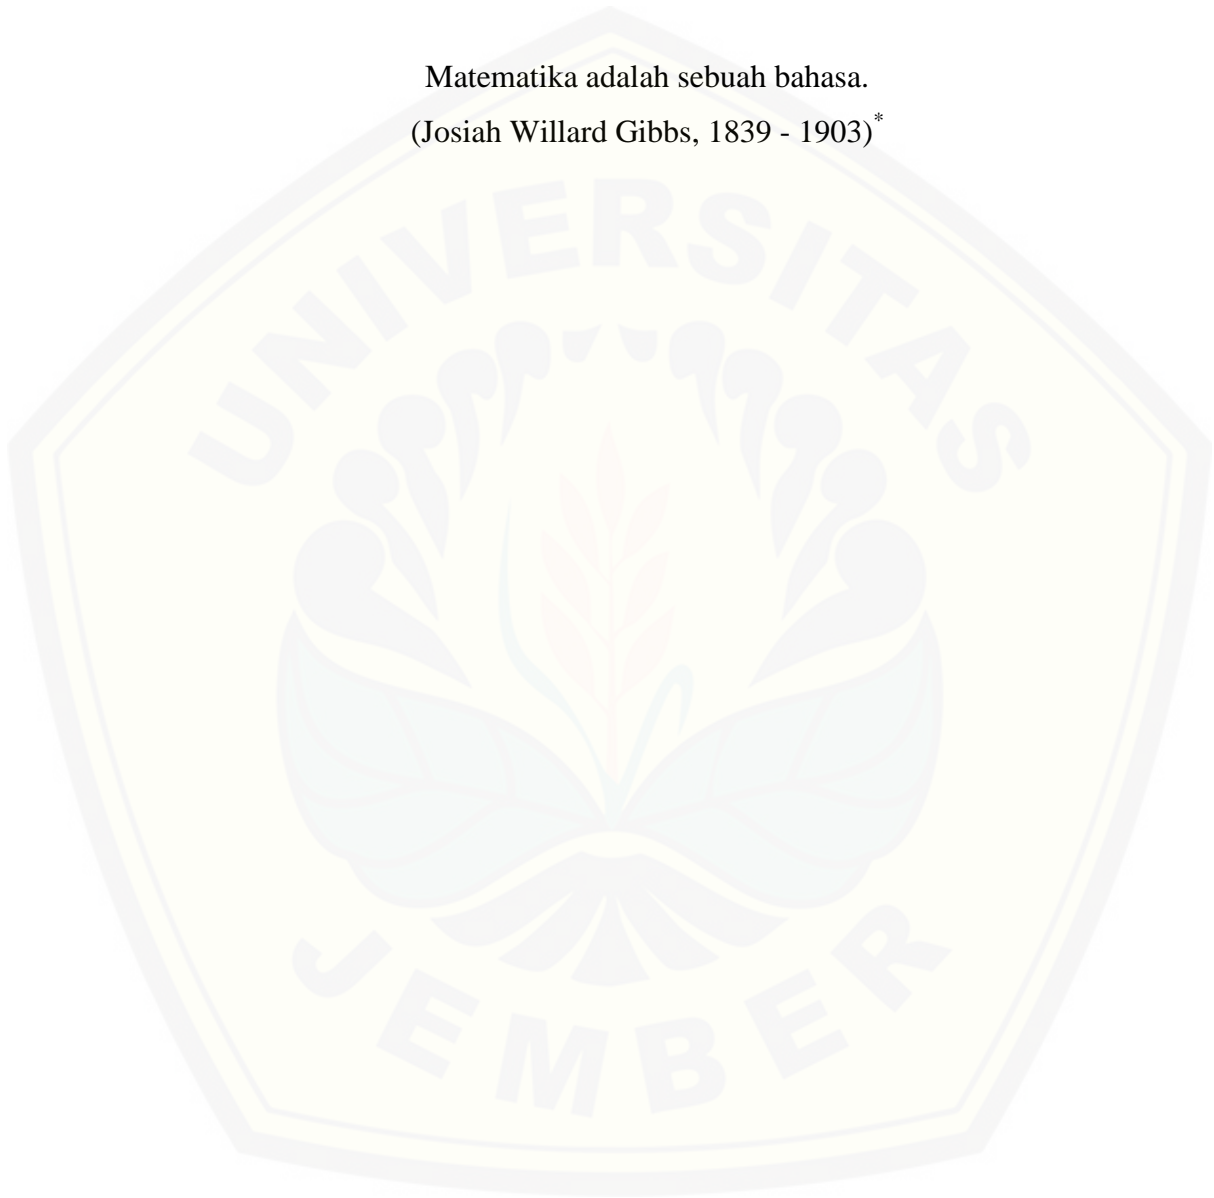 Matematika adalah sebuah bahasa.
(Josiah Willard Gibbs, 1839 - 1903)*
UNIVERSITAS
JEMBER